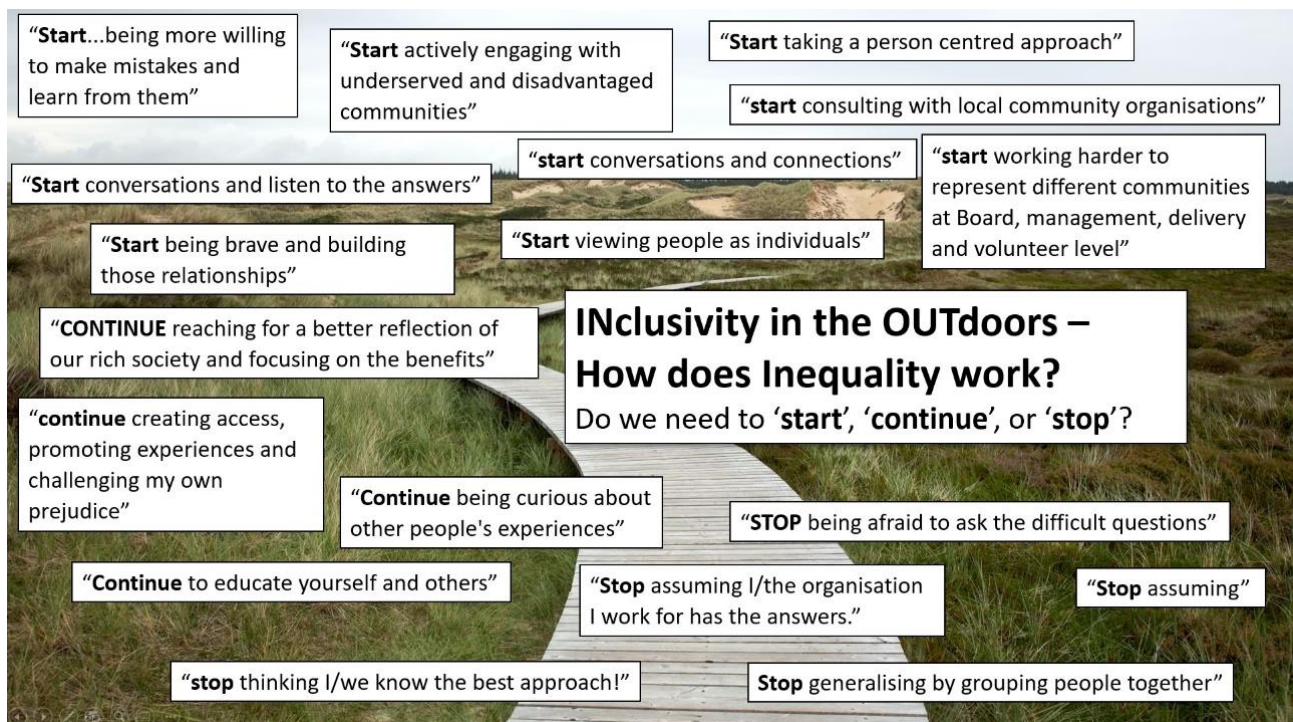 “Start...being more willing
to make mistakes and
learn from them”
“Start actively engaging with
underserved and disadvantaged
communities”
“Start taking a person centred approach”
“start consulting with local community organisations”
“start conversations and connections”
“start working harder to
represent different communities
at Board, management, delivery
and volunteer level”
“Start conversations and listen to the answers”
“Start being brave and building
those relationships”
“Start viewing people as individuals”
INclusivity in the OUTdoors –
How does Inequality work?
Do we need to ‘start’, ‘continue’, or ‘stop’?
“CONTINUE reaching for a better reflection of
our rich society and focusing on the benefits”
“continue creating access,
promoting experiences and
challenging my own
prejudice”
“Continue being curious about
other people's experiences”
“STOP being afraid to ask the difficult questions”
“Continue to educate yourself and others”
“Stop assuming I/the organisation
I work for has the answers.”
“Stop assuming”
“stop thinking I/we know the best approach!”
Stop generalising by grouping people together”